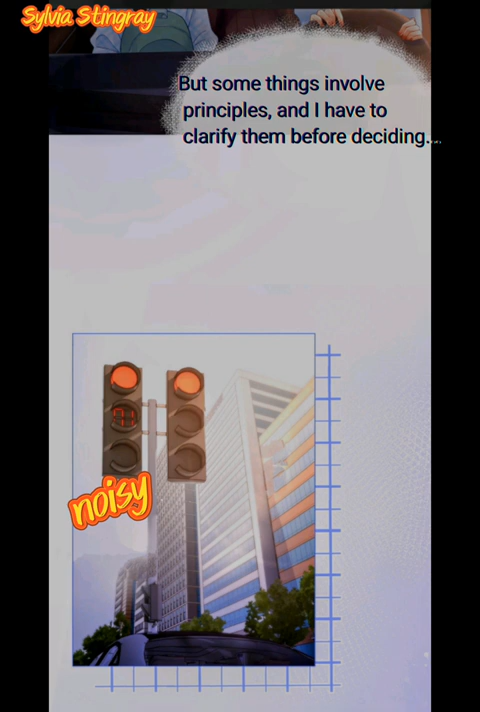 Sylvia Stingray
But some things involve
principles, and I have to
clarify them before deciding...
noisy